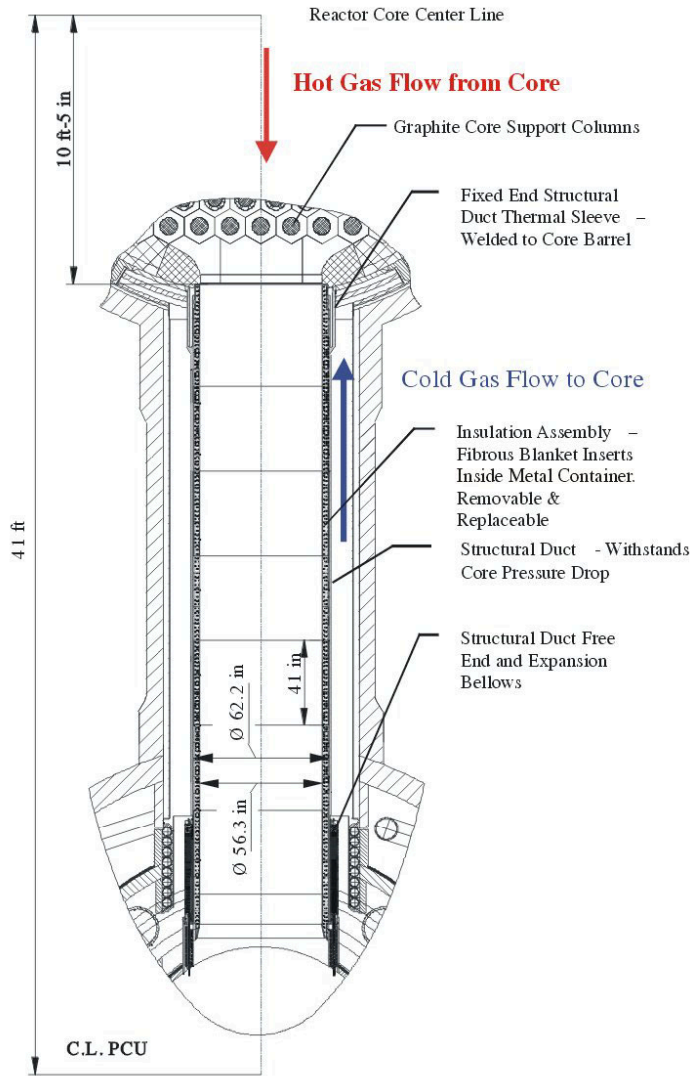 Reactor Core Center Line
10 ft-5 in
Hot Gas Flow from Core
Graphite Core Support Columns
Fixed End Structural
Duct Thermal Sleeve –
Welded to Core Barrel
Cold Gas Flow to Core
Insulation Assembly –
Fibrous Blanket Inserts
Inside Metal Container.
Removable &
Replaceable
41 ft
Structural Duct - Withstands
Core Pressure Drop
Structural Duct Free
End and Expansion
Bellows
41 in
Ø 62.2 in
Ø 56.3 in
C.L. PCU